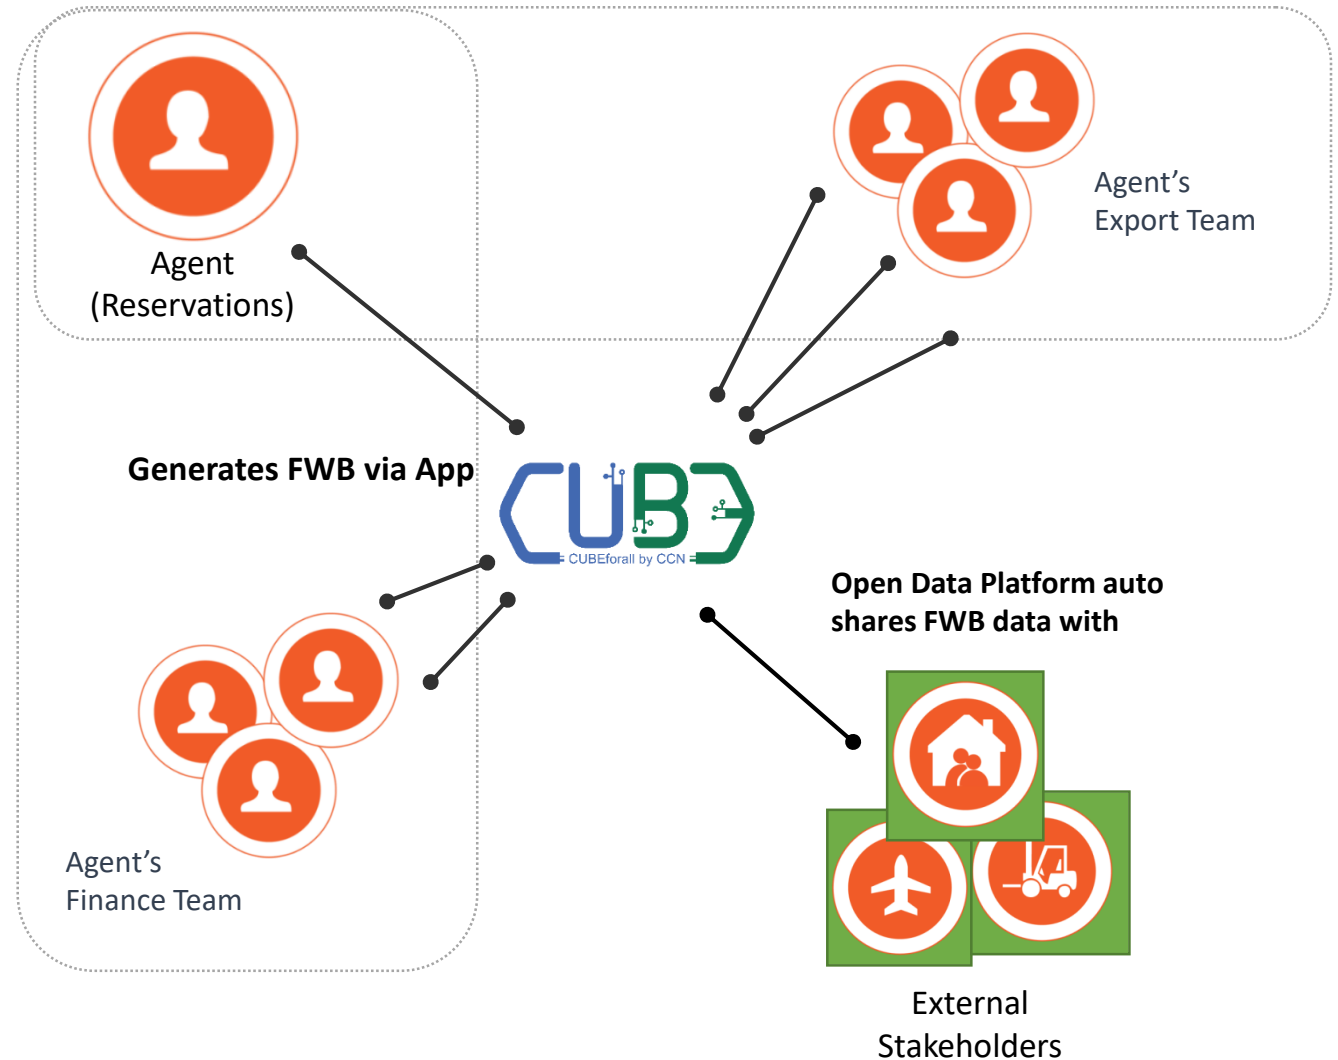 Agent
(Reservations)
Agent’s
Export Team
Generates FWB via App
CUBE
CUBEforall by CCN
Open Data Platform auto
shares FWB data with
Agent’s
Finance Team
External
Stakeholders